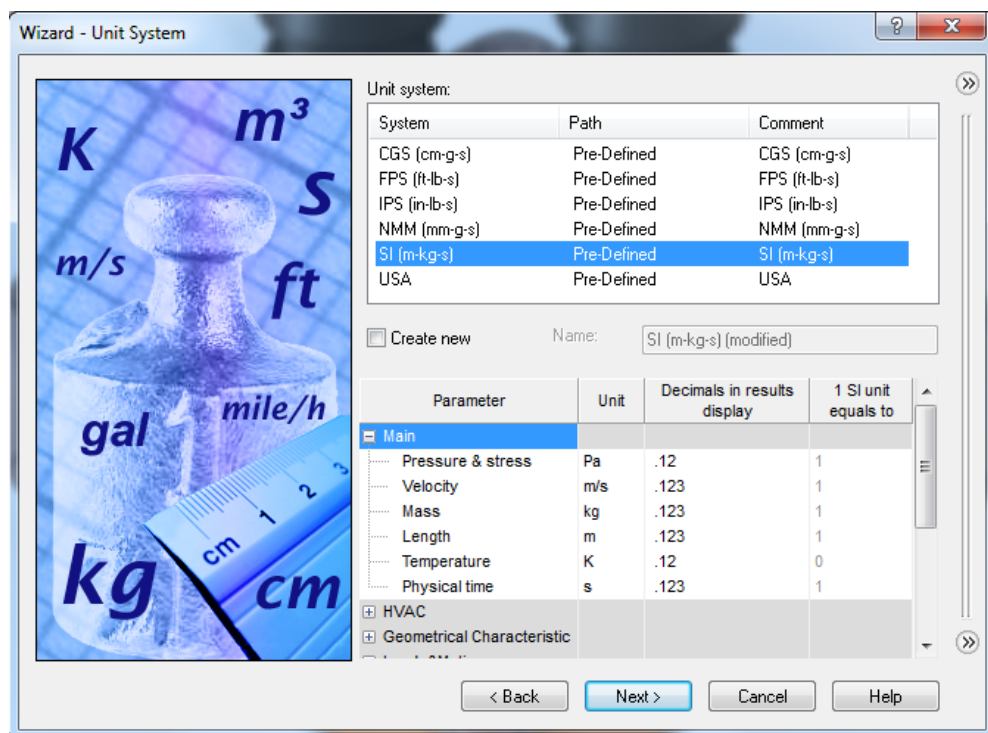 Wizard - Unit System
K
m³
s
m/s
ft
gal
mile/h
1 2 3
cm
kg
cm
Unit system:
System Path Comment
CGS (cm-g-s) Pre-Defined CGS (cm-g-s)
FPS (ft-lb-s) Pre-Defined FPS (ft-lb-s)
IPS (in-lb-s) Pre-Defined IPS (in-lb-s)
NMM (mm-g-s) Pre-Defined NMM (mm-g-s)
SI (m-kg-s) Pre-Defined SI (m-kg-s)
USA Pre-Defined USA
Create new Name: SI (m-kg-s) (modified)
Parameter Unit Decimals in results display 1 SI unit equals to
Main
Pressure & stress Pa .12 1
Velocity m/s .123 1
Mass kg .123 1
Length m .123 1
Temperature K .12 0
Physical time s .123 1
HVAC
Geometrical Characteristic
< Back Next > Cancel Help